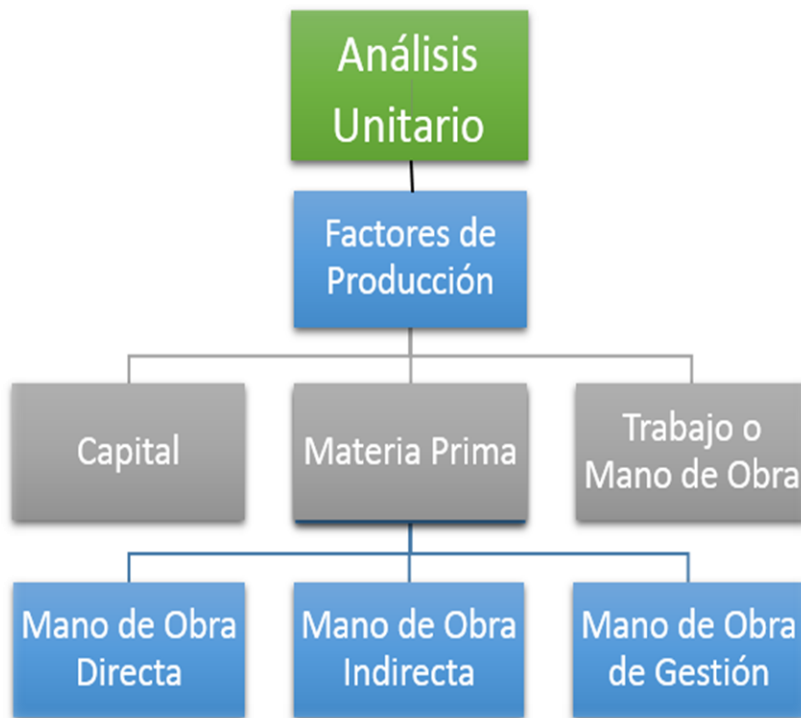 Análisis
Unitario
Factores de
Producción
Capital
Materia Prima
Trabajo o
Mano de Obra
Mano de Obra
Directa
Mano de Obra
Indirecta
Mano de Obra
de Gestión